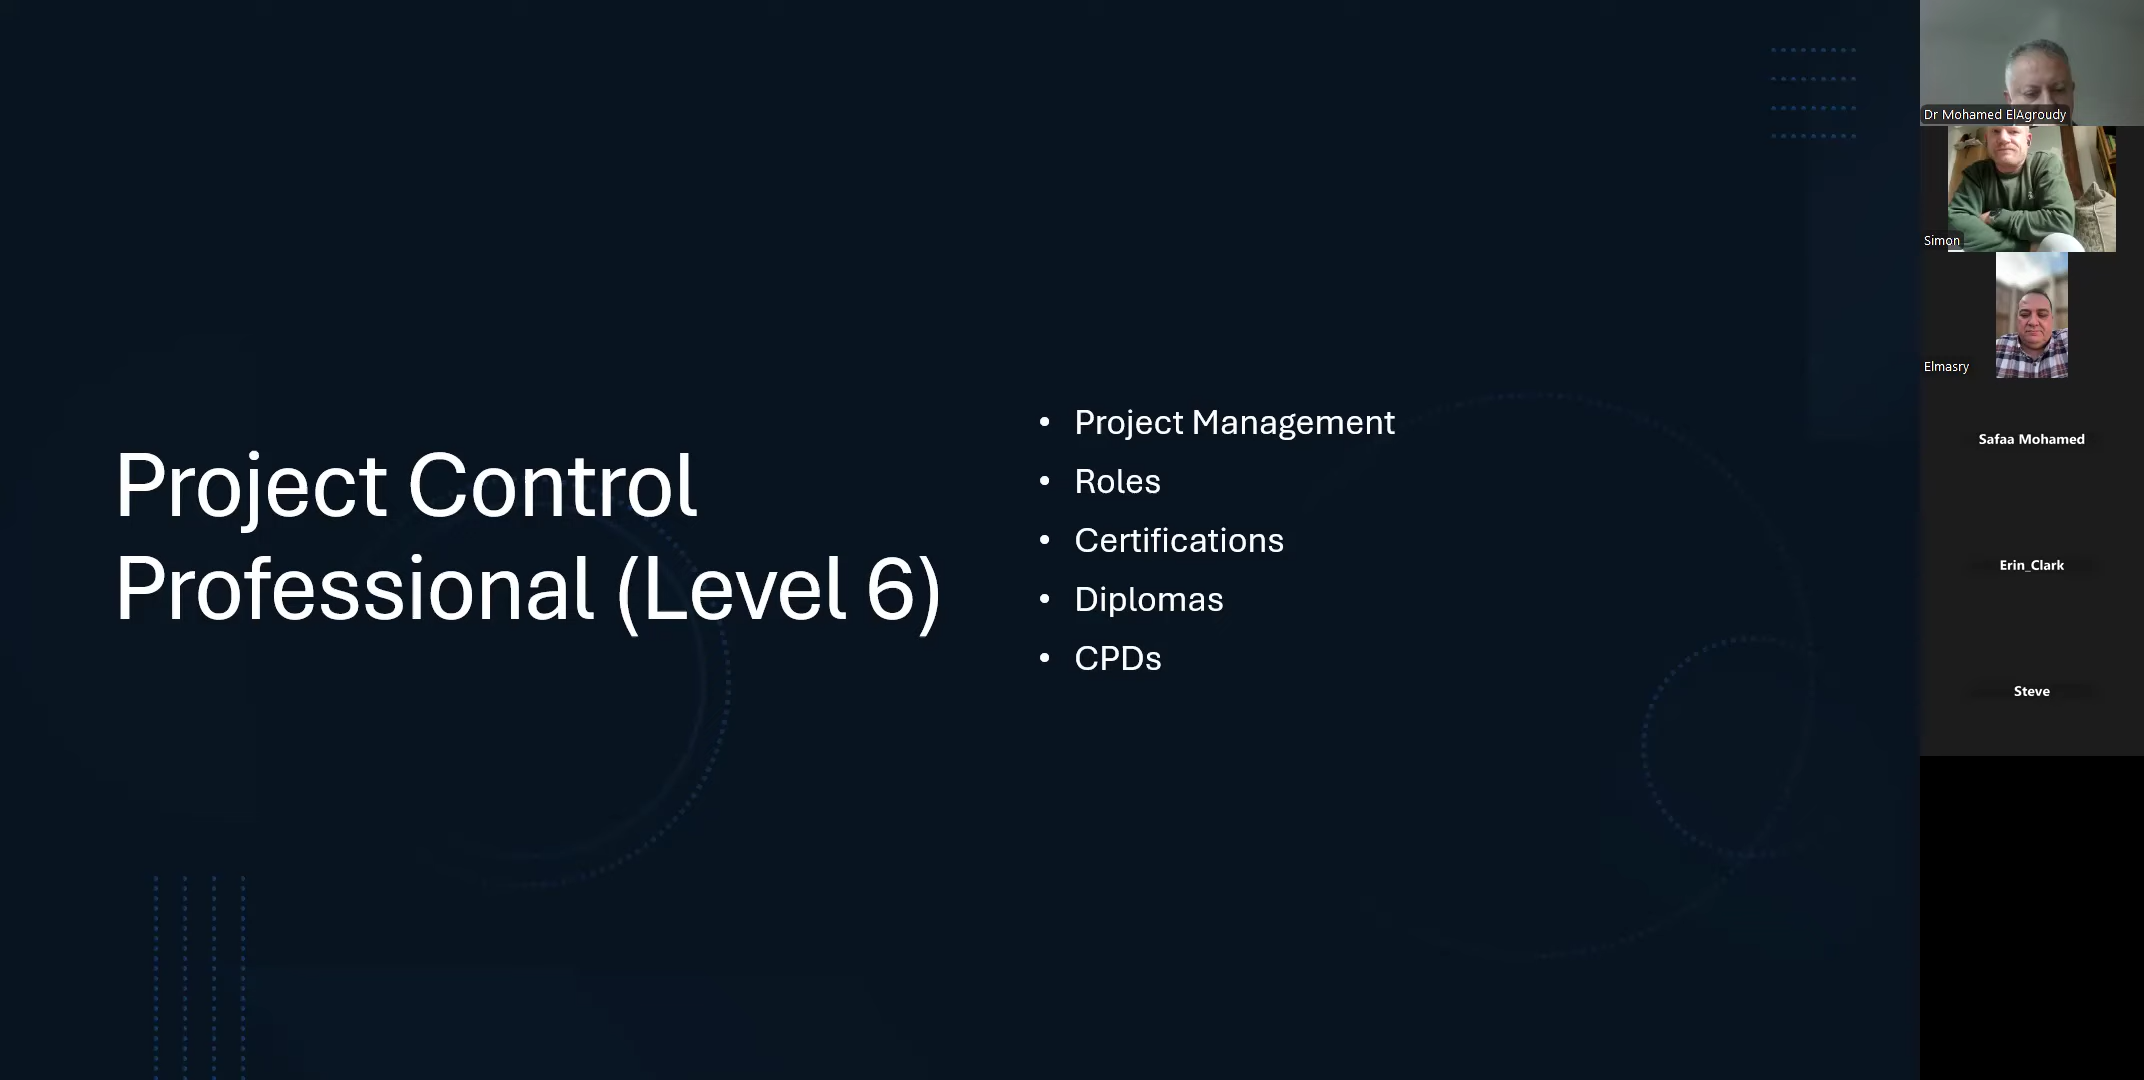 Project Control
Professional (Level 6)
• Project Management
• Roles
• Certifications
• Diplomas
• CPDs
Dr Mohamed ElAgroudy
Simon
Elmasry
Safaa Mohamed
Erin_Clark
Steve